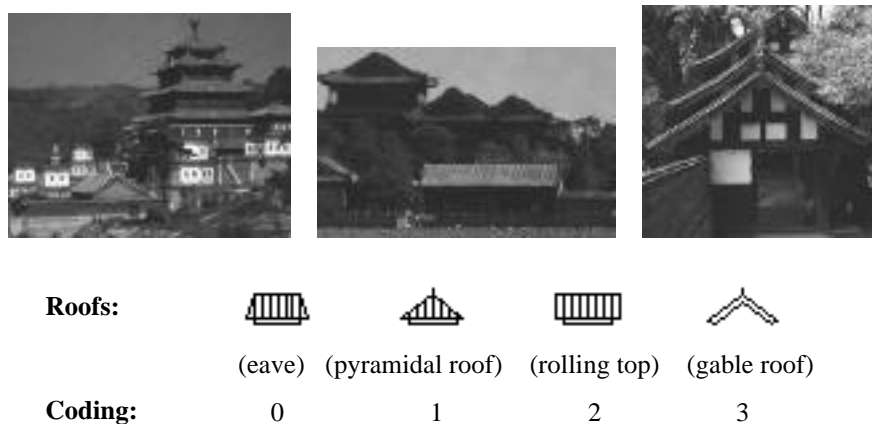 Roofs:
(eave) (pyramidal roof) (rolling top) (gable roof)
Coding: 0 1 2 3